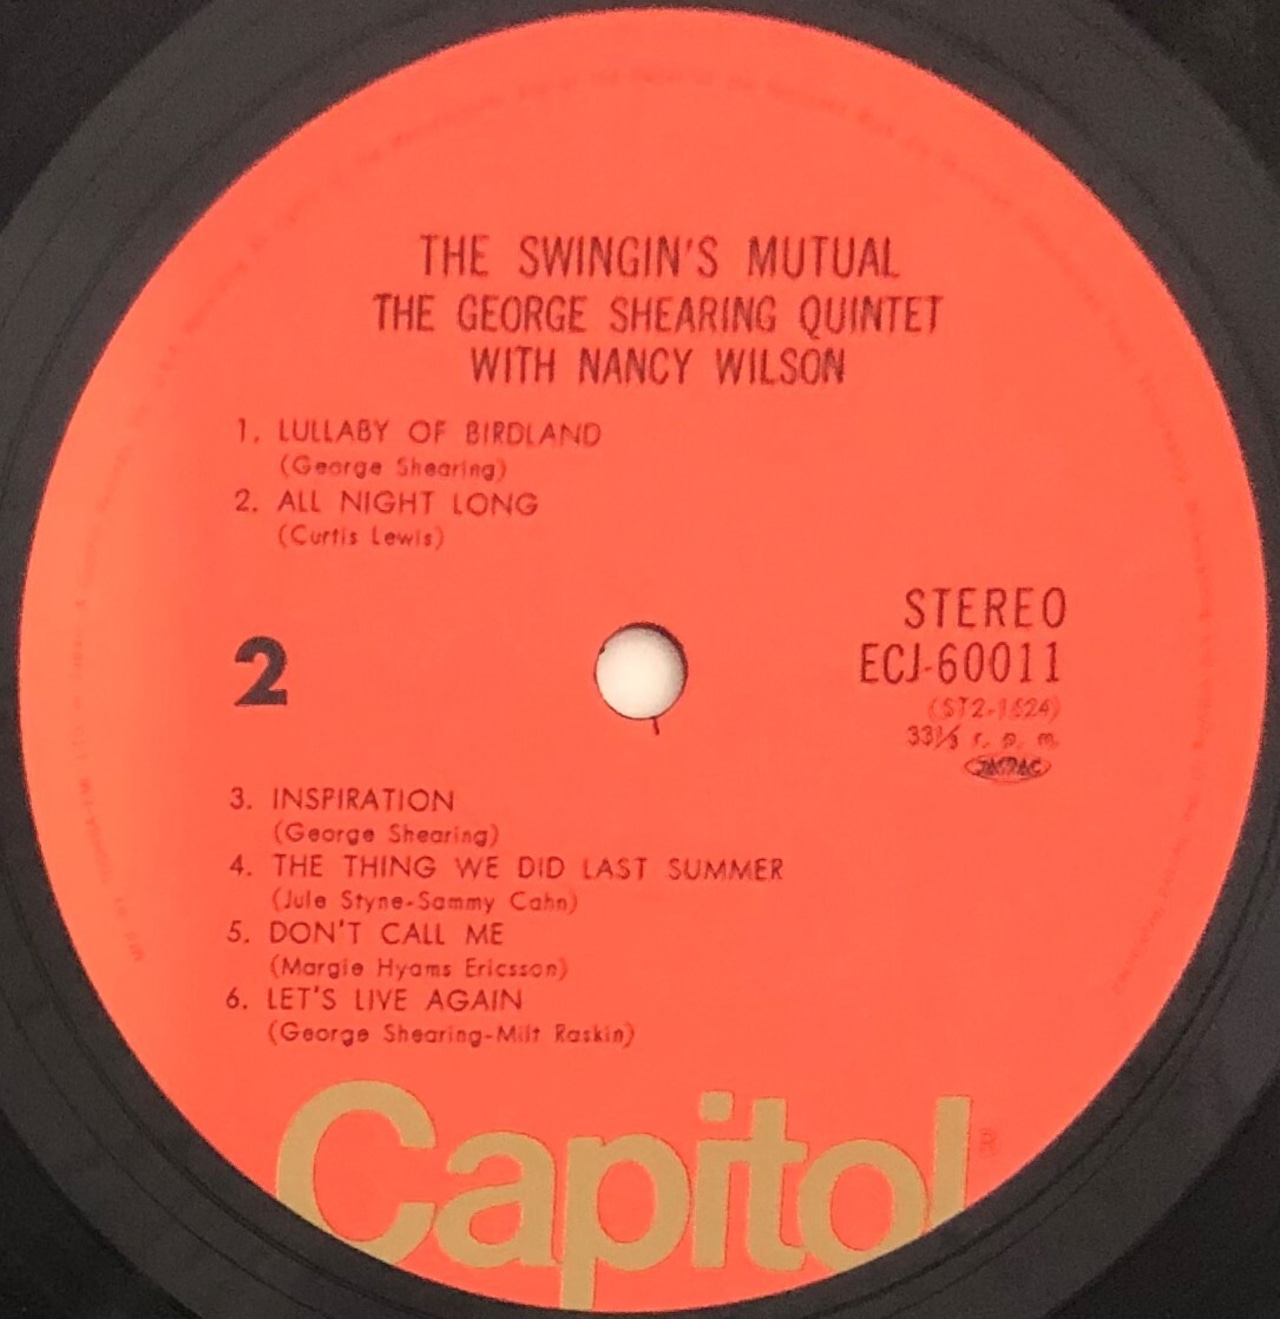 THE SWINGIN'S MUTUAL
THE GEORGE SHEARING QUINTET
WITH NANCY WILSON
1. LULLABY OF BIRDLAND
(George Shearing)
2. ALL NIGHT LONG
(Curtis Lewis)
STEREO
2
ECJ-60011
(ST2-1524)
33⅓ r. p. m.
JASRAC
3. INSPIRATION
(George Shearing)
4. THE THING WE DID LAST SUMMER
(Jule Styne-Sammy Cahn)
5. DON'T CALL ME
(Margie Hyams Ericsson)
6. LET'S LIVE AGAIN
(George Shearing-Milt Raskin)
Capitol
®